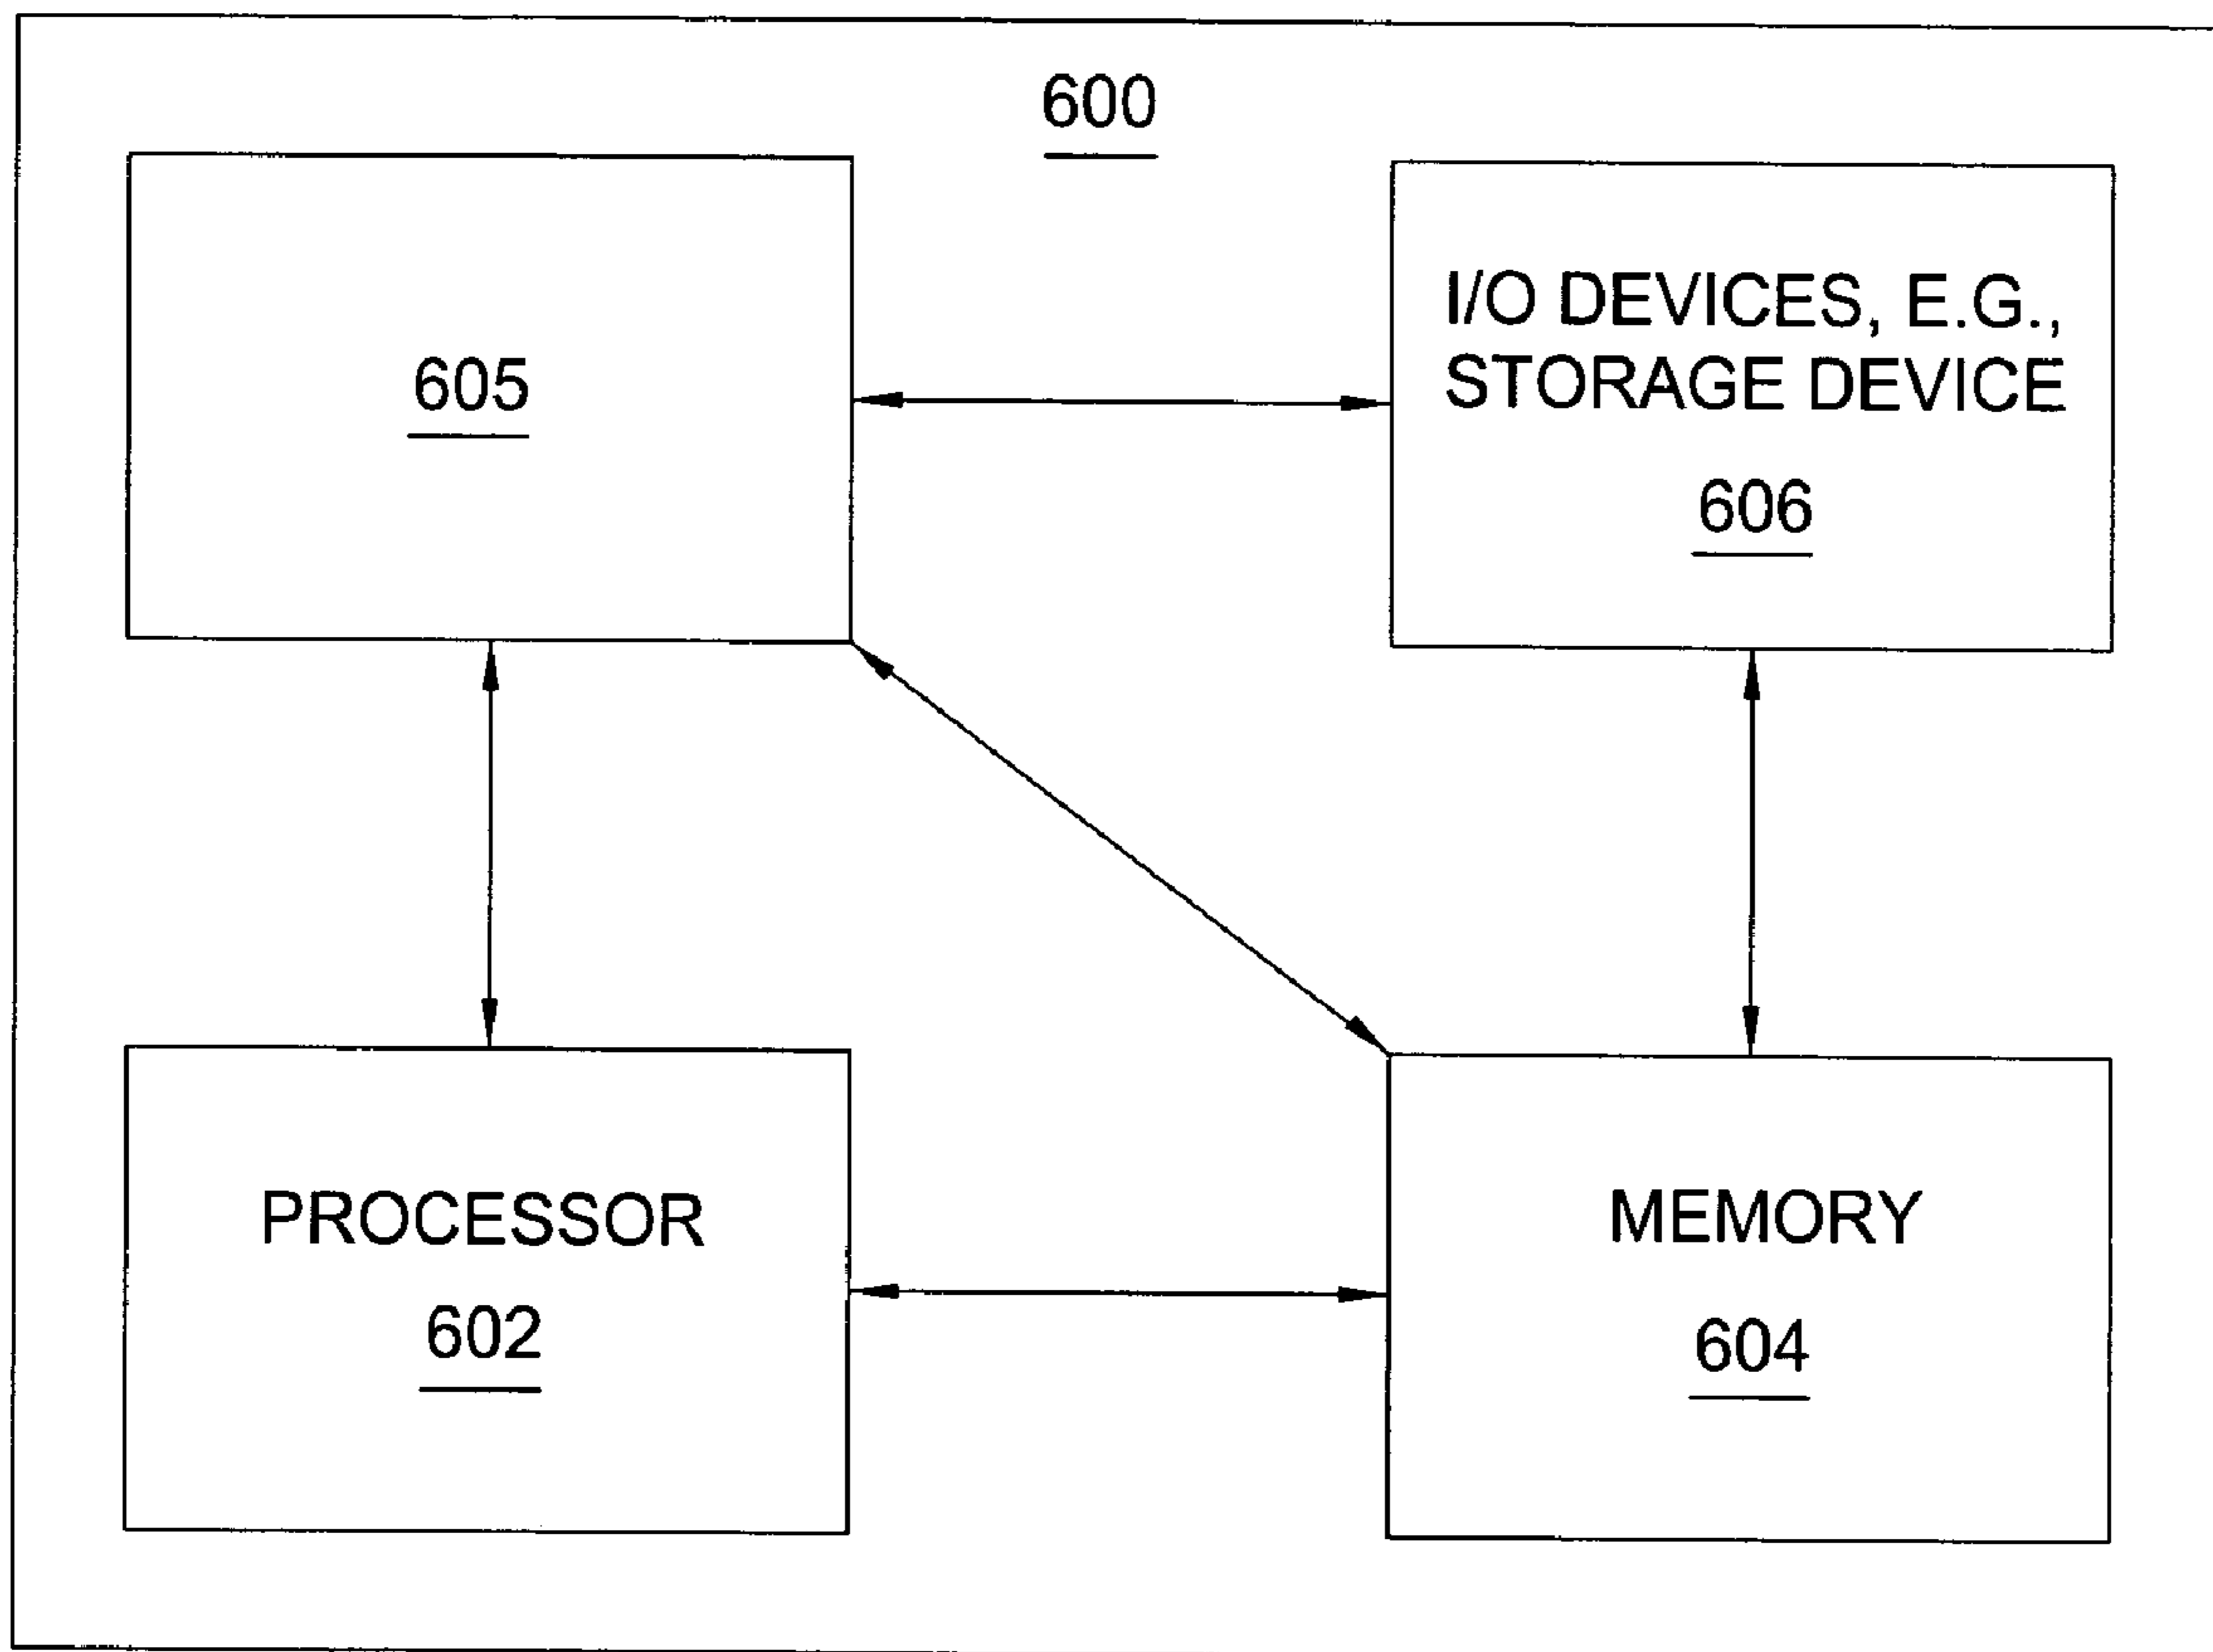 600
605
I/O DEVICES, E.G.,
STORAGE DEVICE
606
PROCESSOR
602
MEMORY
604